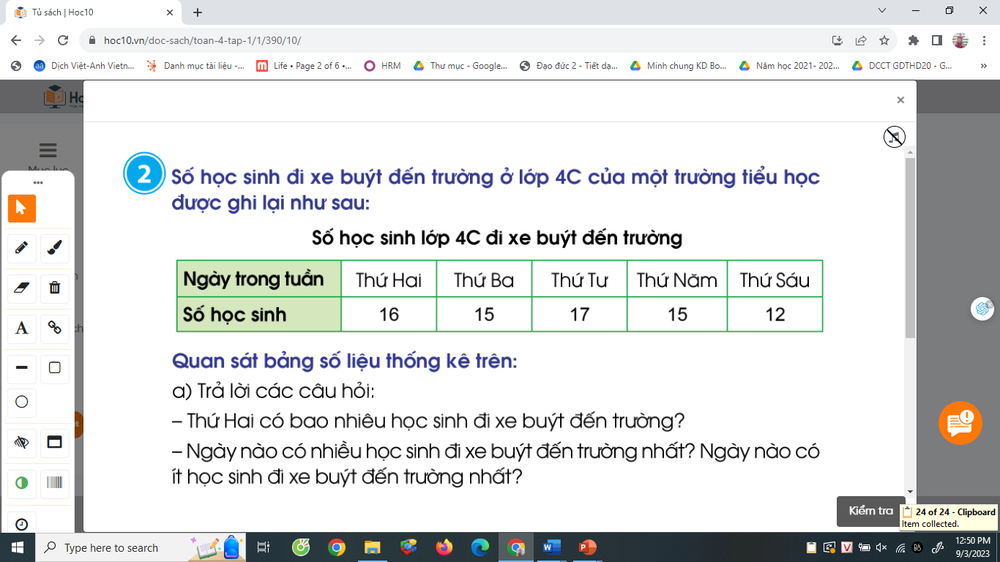 Tủ sách | Hoc10
hoc10.vn/doc-sach/toan-4-tap-1/1/390/10/
Dịch Việt-Anh Vietn... Danh mục tài liệu -... Life • Page 2 of 6 •... HRM Thư mục - Google... Đạo đức 2 - Tiết dạ... Minh chung KD Bo... Năm học 2021- 202... DCCT GDTHD20 - G...
2 Số học sinh đi xe buýt đến trường ở lớp 4C của một trường tiểu học
được ghi lại như sau:
Số học sinh lớp 4C đi xe buýt đến trường
Ngày trong tuần Thứ Hai Thứ Ba Thứ Tư Thứ Năm Thứ Sáu
Số học sinh 16 15 17 15 12
Quan sát bảng số liệu thống kê trên:
a) Trả lời các câu hỏi:
– Thứ Hai có bao nhiêu học sinh đi xe buýt đến trường?
– Ngày nào có nhiều học sinh đi xe buýt đến trường nhất? Ngày nào có
ít học sinh đi xe buýt đến trường nhất?
Kiểm tra
24 of 24 - Clipboard
Item collected.
Type here to search
12:50 PM
9/3/2023